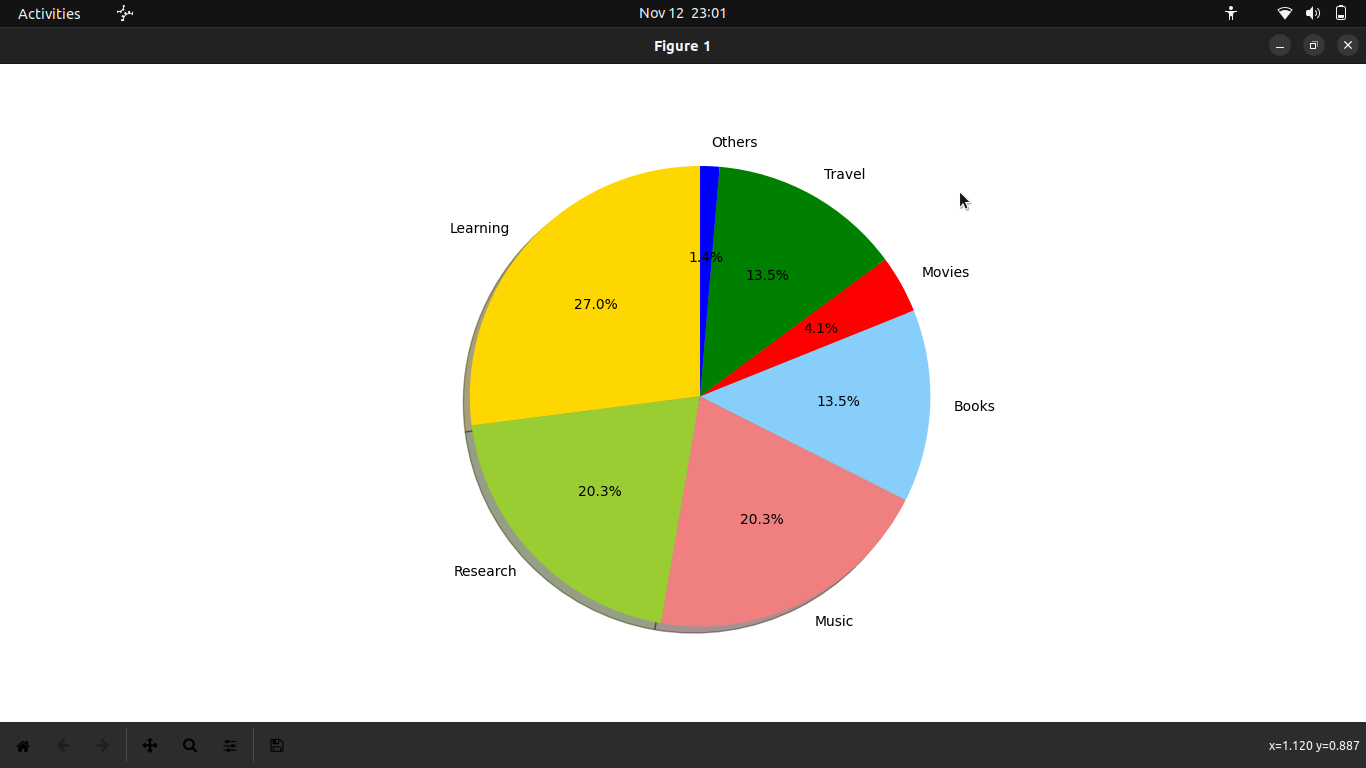 Activities
Nov 12 23:01
Figure 1
Others
Travel
Learning
Movies
1.4%
13.5%
27.0%
4.1%
13.5%
Books
20.3%
20.3%
Research
Music
x=1.120 y=0.887